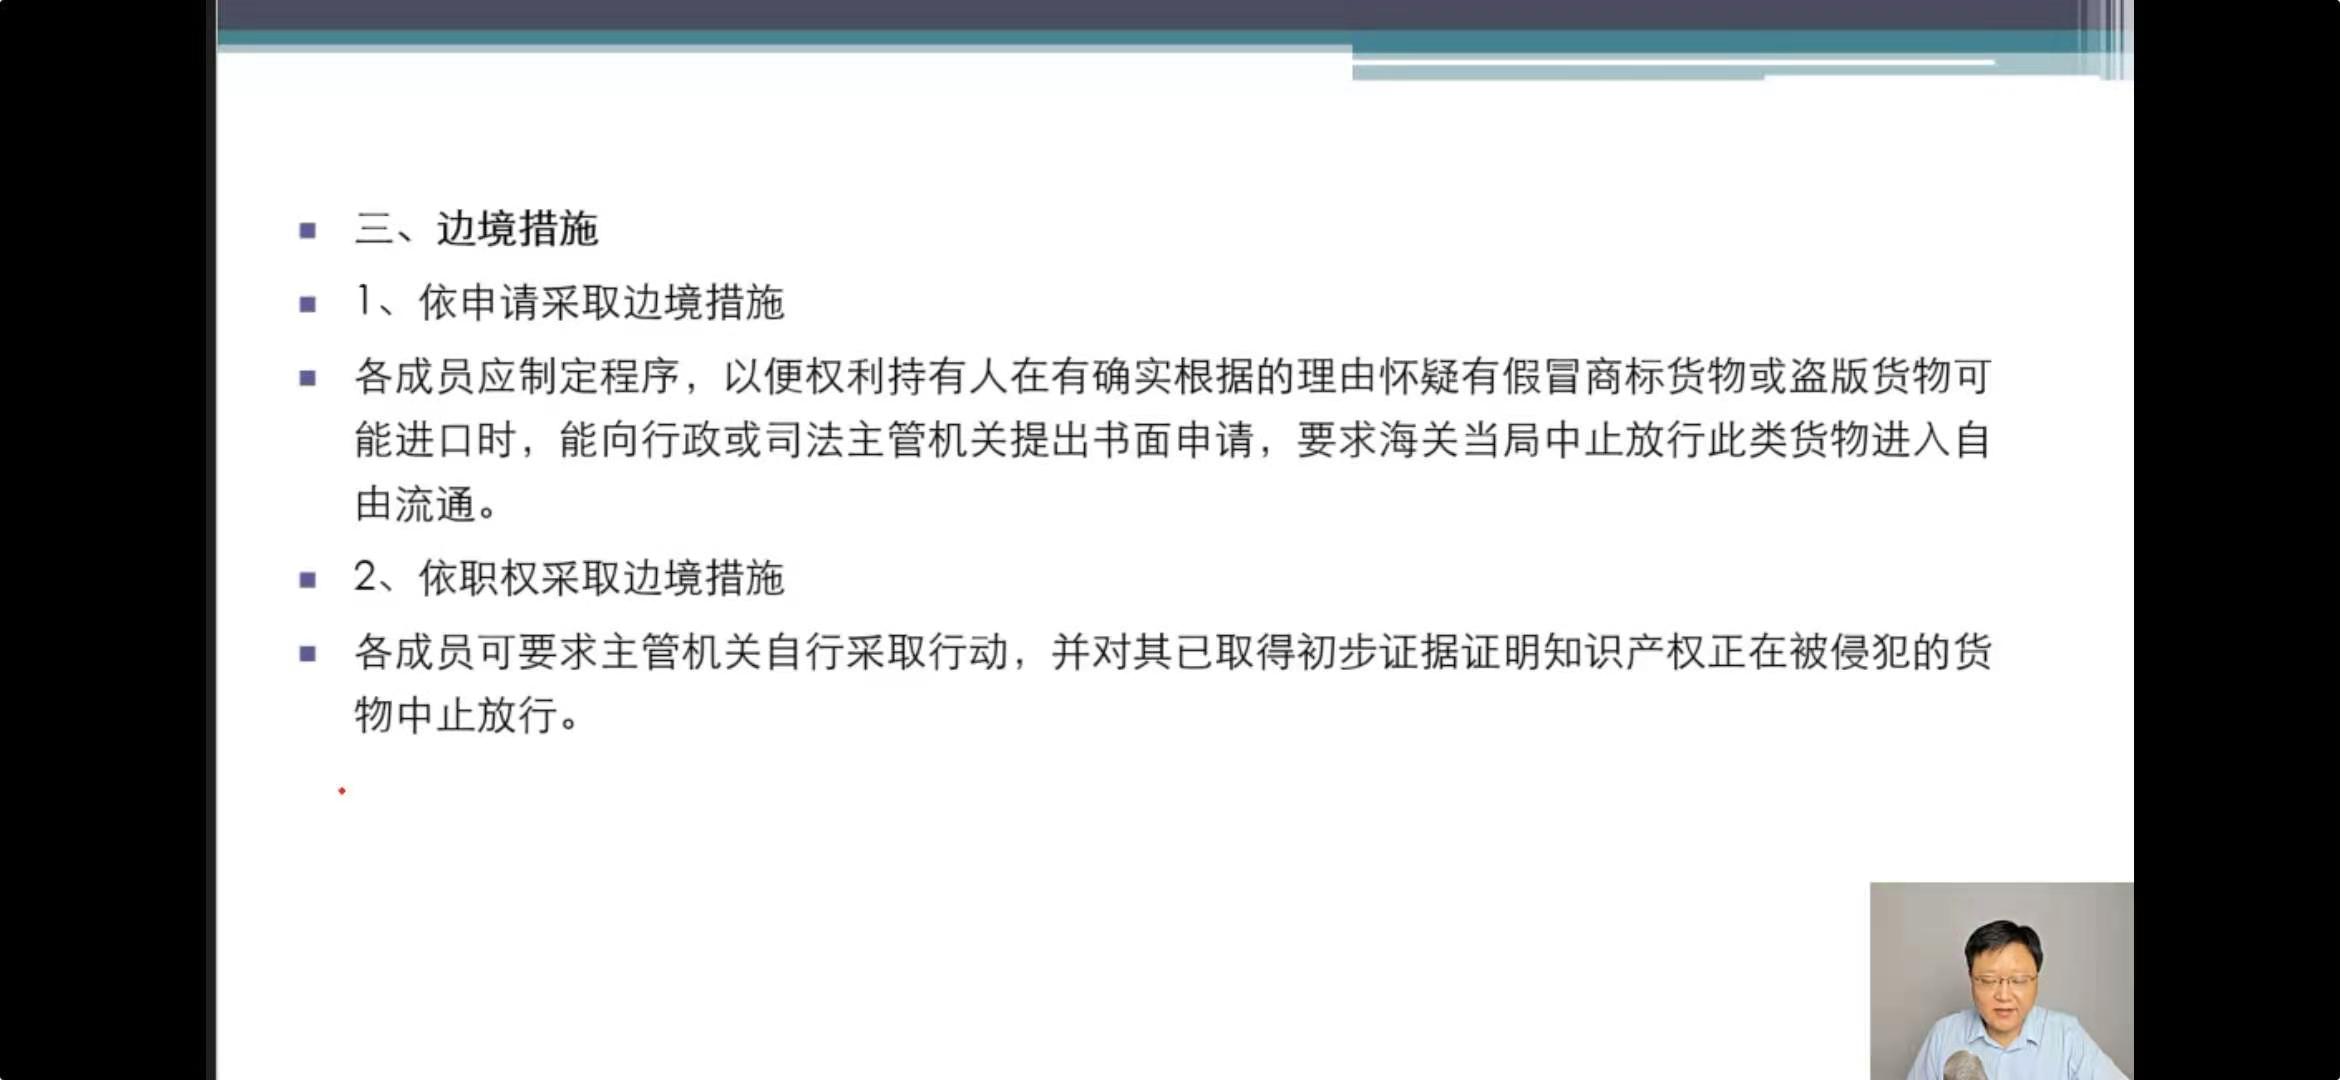 三、边境措施
1、依申请采取边境措施
各成员应制定程序，以便权利持有人在有确实根据的理由怀疑有假冒商标货物或盗版货物可
能进口时，能向行政或司法主管机关提出书面申请，要求海关当局中止放行此类货物进入自
由流通。
2、依职权采取边境措施
各成员可要求主管机关自行采取行动，并对其已取得初步证据证明知识产权正在被侵犯的货
物中止放行。